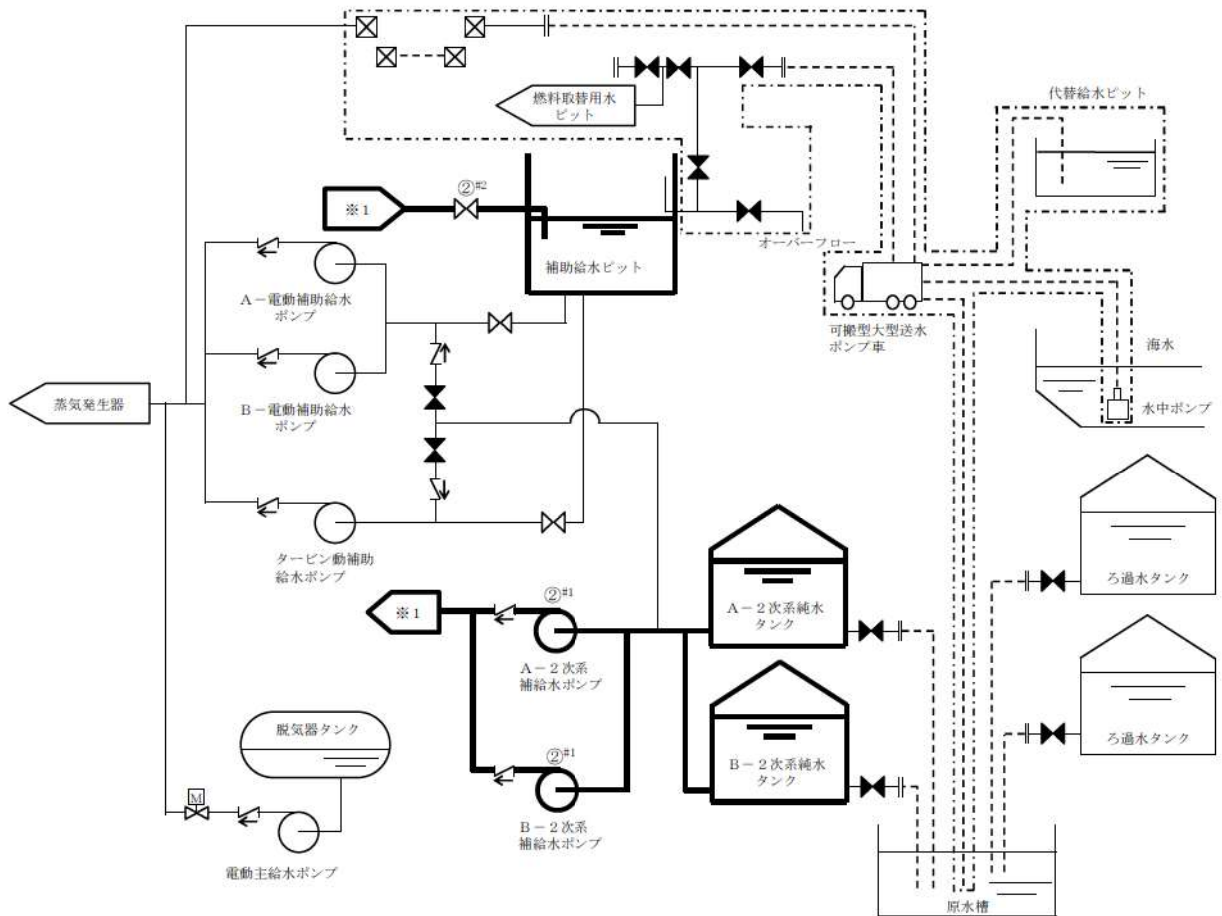 燃料取替用水
ピット
代替給水ピット
※1
②#2
オーバーフロー
補助給水ピット
A－電動補助給水
ポンプ
可搬型大型送水
ポンプ車
海水
蒸気発生器
B－電動補助給水
ポンプ
水中ポンプ
タービン動補助
給水ポンプ
ろ過水タンク
※1
②#1
A－2次系純水
タンク
A－2次系
補給水ポンプ
ろ過水タンク
脱気器タンク
②#1
B－2次系純水
タンク
M
B－2次系
補給水ポンプ
電動主給水ポンプ
原水槽